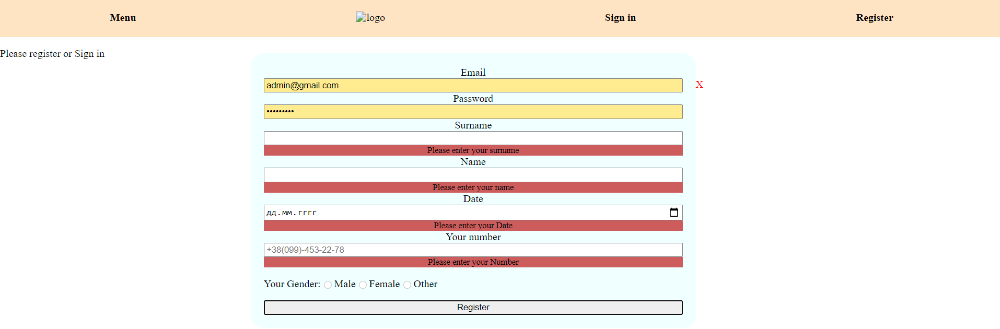 Menu logo Sign in Register
Please register or Sign in
Email
admin@gmail.com X
Password
•••••••••
Surname
Please enter your surname
Name
Please enter your name
Date
дд.мм.гггг
Please enter your Date
Your number
+38(099)-453-22-78
Please enter your Number
Your Gender: Male Female Other
Register